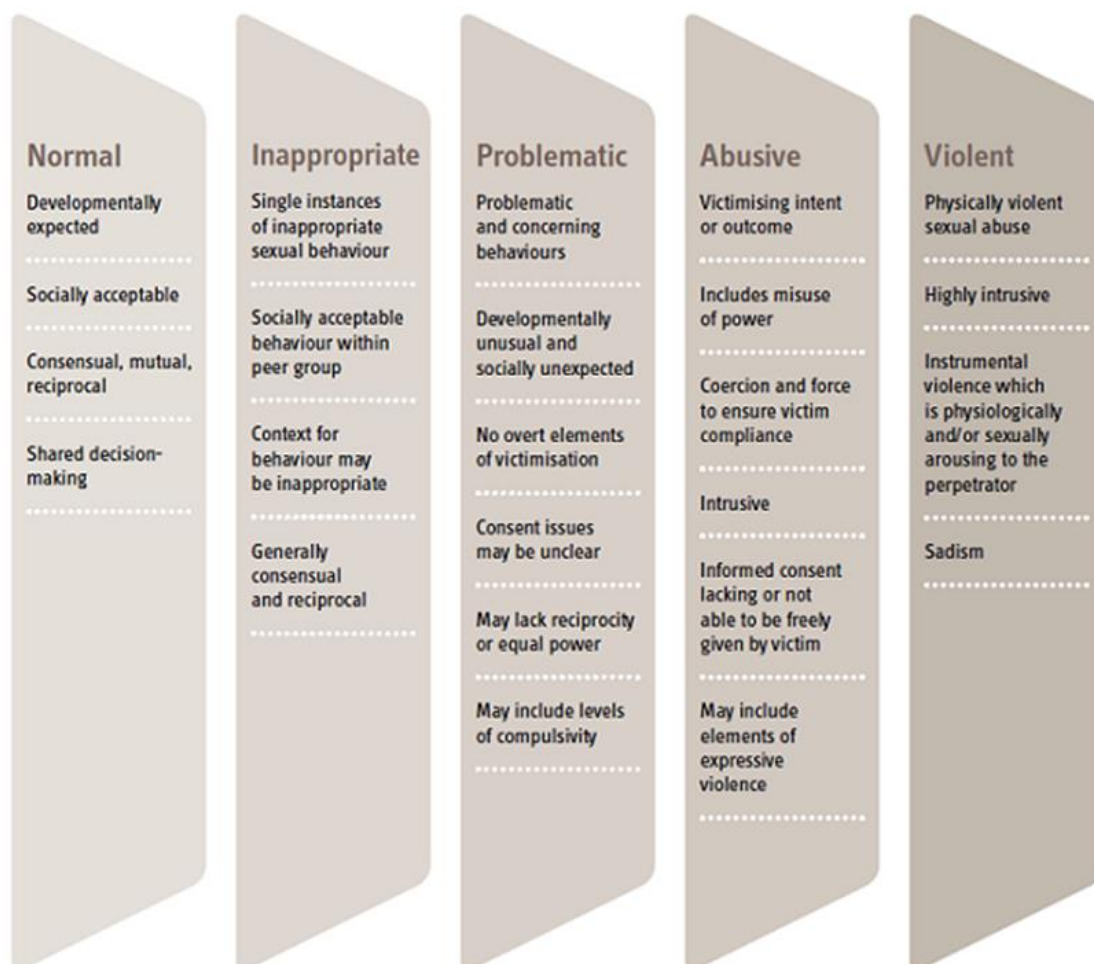 Normal
Developmentally
expected
Socially acceptable
Consensual, mutual,
reciprocal
Shared decision-
making
Inappropriate
Single instances
of inappropriate
sexual behaviour
Socially acceptable
behaviour within
peer group
Context for
behaviour may
be inappropriate
Generally
consensual
and reciprocal
Problematic
Problematic
and concerning
behaviours
Developmentally
unusual and
socially unexpected
No overt elements
of victimisation
Consent issues
may be unclear
May lack reciprocity
or equal power
May include levels
of compulsivity
Abusive
Victimising intent
or outcome
Includes misuse
of power
Coercion and force
to ensure victim
compliance
Intrusive
Informed consent
lacking or not
able to be freely
given by victim
May include
elements of
expressive
violence
Violent
Physically violent
sexual abuse
Highly intrusive
Instrumental
violence which
is physiologically
and/or sexually
arousing to the
perpetrator
Sadism